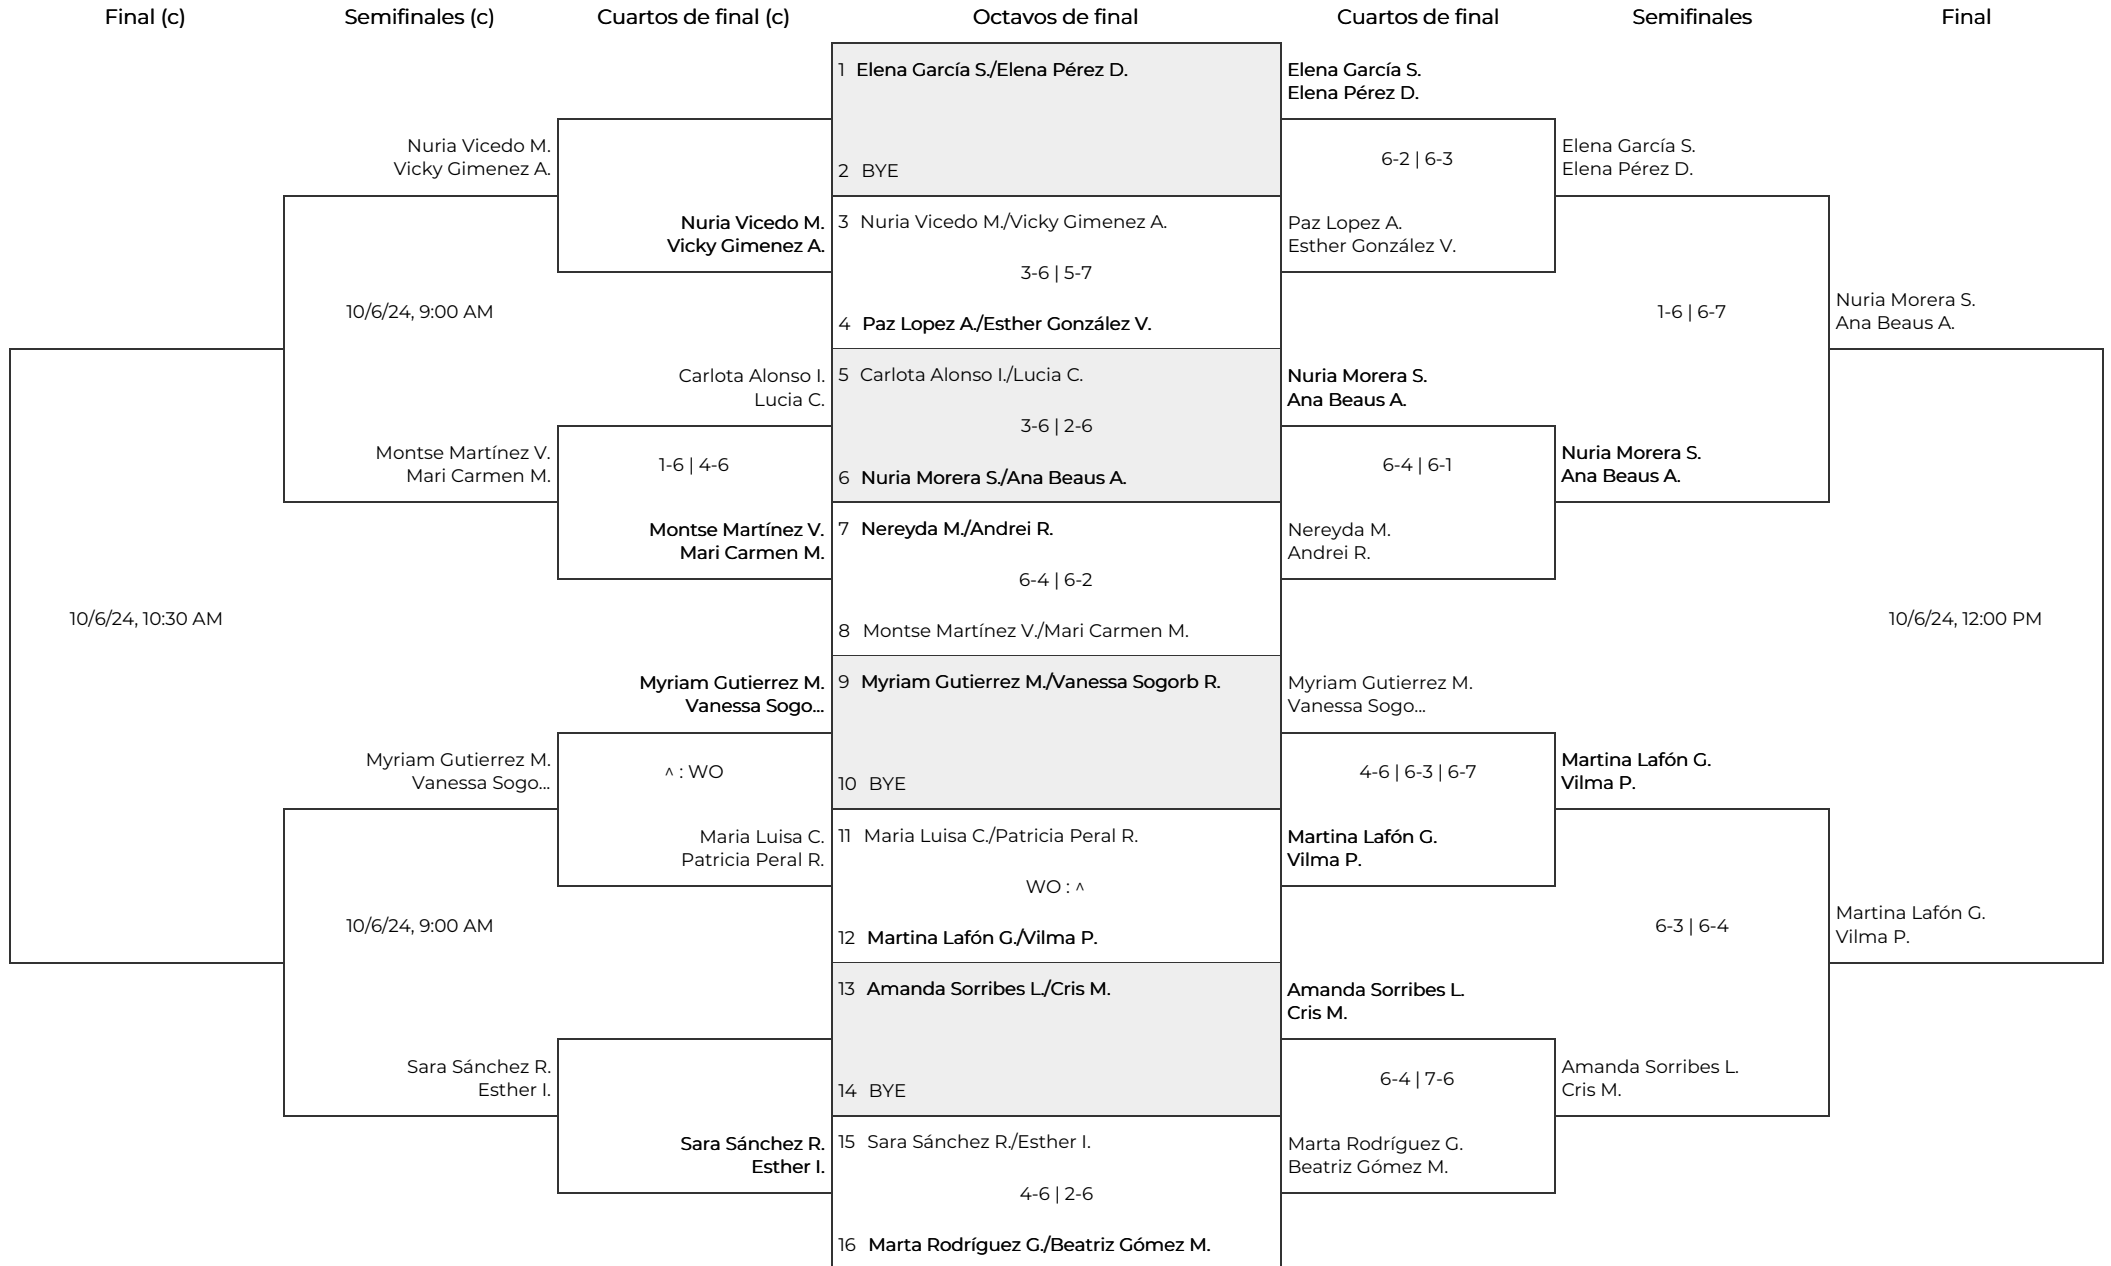 Final (c)
Semifinales (c)
Cuartos de final (c)
Octavos de final
Cuartos de final
Semifinales
Final
10/6/24, 10:30 AM
Nuria Vicedo M.
Vicky Gimenez A.
10/6/24, 9:00 AM
Montse Martínez V.
Mari Carmen M.
Myriam Gutierrez M.
Vanessa Sogo...
10/6/24, 9:00 AM
Sara Sánchez R.
Esther I.
Nuria Vicedo M.
Vicky Gimenez A.
Carlota Alonso I.
Lucia C.
1-6 | 4-6
Montse Martínez V.
Mari Carmen M.
Myriam Gutierrez M.
Vanessa Sogo...
^ : WO
Maria Luisa C.
Patricia Peral R.
Sara Sánchez R.
Esther I.
1 Elena García S./Elena Pérez D.
2 BYE
3 Nuria Vicedo M./Vicky Gimenez A.
3-6 | 5-7
4 Paz Lopez A./Esther González V.
5 Carlota Alonso I./Lucia C.
3-6 | 2-6
6 Nuria Morera S./Ana Beaus A.
7 Nereyda M./Andrei R.
6-4 | 6-2
8 Montse Martínez V./Mari Carmen M.
9 Myriam Gutierrez M./Vanessa Sogorb R.
10 BYE
11 Maria Luisa C./Patricia Peral R.
WO : ^
12 Martina Lafón G./Vilma P.
13 Amanda Sorribes L./Cris M.
14 BYE
15 Sara Sánchez R./Esther I.
4-6 | 2-6
16 Marta Rodríguez G./Beatriz Gómez M.
Elena García S.
Elena Pérez D.
6-2 | 6-3
Paz Lopez A.
Esther González V.
Nuria Morera S.
Ana Beaus A.
6-4 | 6-1
Nereyda M.
Andrei R.
Myriam Gutierrez M.
Vanessa Sogo...
4-6 | 6-3 | 6-7
Martina Lafón G.
Vilma P.
Amanda Sorribes L.
Cris M.
6-4 | 7-6
Marta Rodríguez G.
Beatriz Gómez M.
Elena García S.
Elena Pérez D.
1-6 | 6-7
Nuria Morera S.
Ana Beaus A.
Martina Lafón G.
Vilma P.
6-3 | 6-4
Amanda Sorribes L.
Cris M.
Nuria Morera S.
Ana Beaus A.
10/6/24, 12:00 PM
Martina Lafón G.
Vilma P.